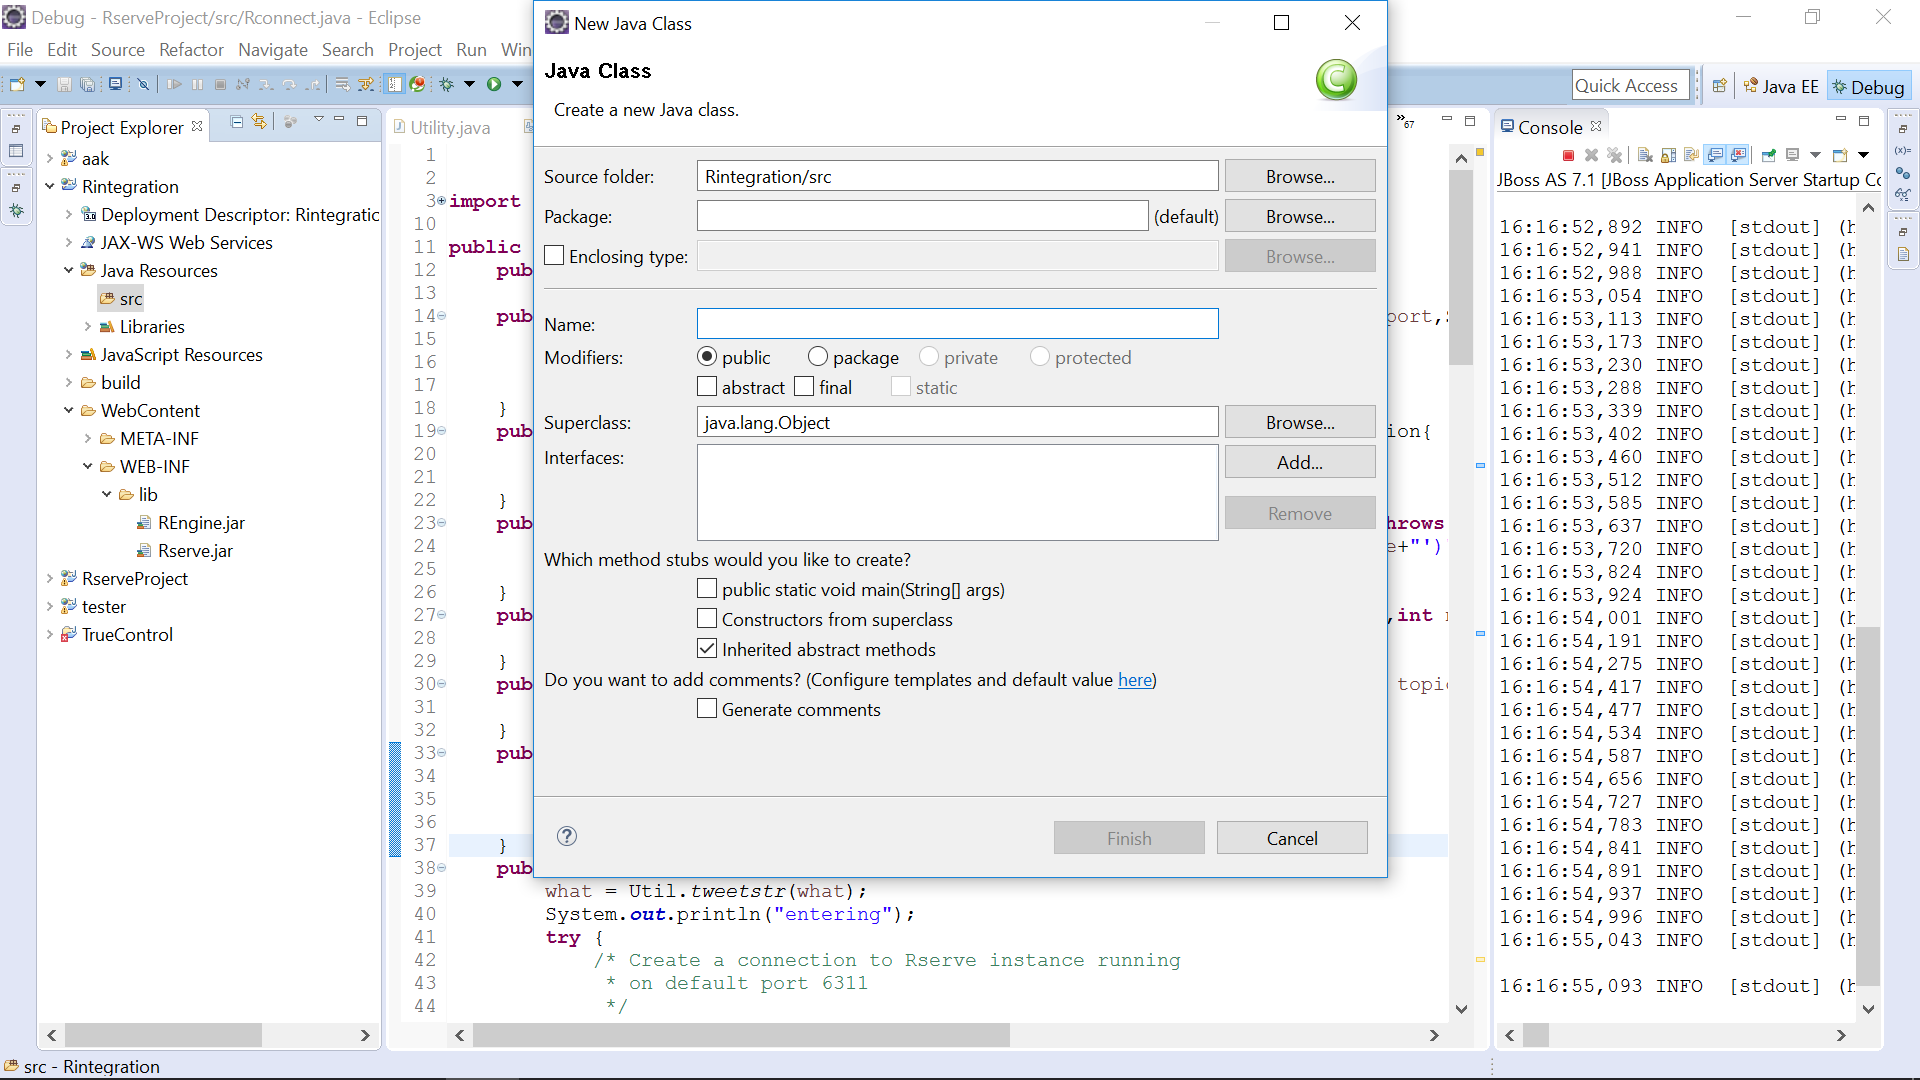 Debug - RserveProject/src/Rconnect.java - Eclipse
File Edit Source Refactor Navigate Search Project Run Win
Quick Access
Java EE
Debug
Project Explorer
aak
Rintegration
Deployment Descriptor: Rintegratic
JAX-WS Web Services
Java Resources
src
Libraries
JavaScript Resources
build
WebContent
META-INF
WEB-INF
lib
REngine.jar
Rserve.jar
RserveProject
tester
TrueControl
Utility.java
67
1
2
3 import
10
11 public
12 pub
13
14 pub port,
15
16
17
18 }
19 pub ion{
20
21
22 }
23 pub hrows
24 e+"')
25
26 }
27 pub ,int
28
29 }
30 pub topi
31
32 }
33 pub
34
35
36
37 }
38 pub
39 what = Util.tweetstr(what);
40 System.out.println("entering");
41 try {
42 /* Create a connection to Rserve instance running
43 * on default port 6311
44 */
New Java Class
Java Class
Create a new Java class.
Source folder: Rintegration/src Browse...
Package: (default) Browse...
Enclosing type: Browse...
Name:
Modifiers: public package private protected
abstract final static
Superclass: java.lang.Object Browse...
Interfaces: Add...
Remove
Which method stubs would you like to create?
public static void main(String[] args)
Constructors from superclass
Inherited abstract methods
Do you want to add comments? (Configure templates and default value here)
Generate comments
Finish Cancel
Console
JBoss AS 7.1 [JBoss Application Server Startup Co
16:16:52,892 INFO [stdout] (h
16:16:52,941 INFO [stdout] (h
16:16:52,988 INFO [stdout] (h
16:16:53,054 INFO [stdout] (h
16:16:53,113 INFO [stdout] (h
16:16:53,173 INFO [stdout] (h
16:16:53,230 INFO [stdout] (h
16:16:53,288 INFO [stdout] (h
16:16:53,339 INFO [stdout] (h
16:16:53,402 INFO [stdout] (h
16:16:53,460 INFO [stdout] (h
16:16:53,512 INFO [stdout] (h
16:16:53,585 INFO [stdout] (h
16:16:53,637 INFO [stdout] (h
16:16:53,720 INFO [stdout] (h
16:16:53,824 INFO [stdout] (h
16:16:53,924 INFO [stdout] (h
16:16:54,001 INFO [stdout] (h
16:16:54,191 INFO [stdout] (h
16:16:54,275 INFO [stdout] (h
16:16:54,417 INFO [stdout] (h
16:16:54,477 INFO [stdout] (h
16:16:54,534 INFO [stdout] (h
16:16:54,587 INFO [stdout] (h
16:16:54,656 INFO [stdout] (h
16:16:54,727 INFO [stdout] (h
16:16:54,783 INFO [stdout] (h
16:16:54,841 INFO [stdout] (h
16:16:54,891 INFO [stdout] (h
16:16:54,937 INFO [stdout] (h
16:16:54,996 INFO [stdout] (h
16:16:55,043 INFO [stdout] (h
16:16:55,093 INFO [stdout] (h
src - Rintegration